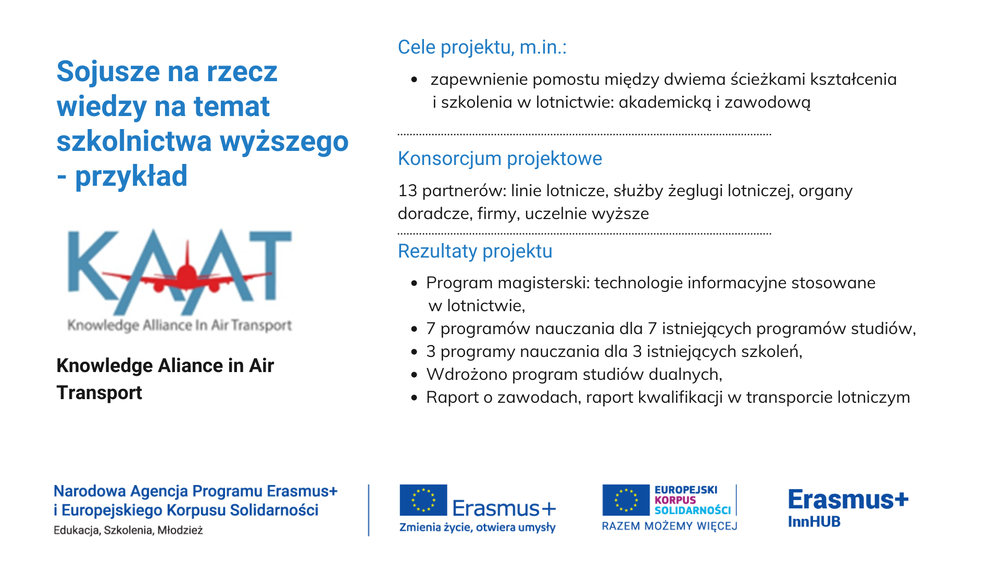 Sojusze na rzecz
wiedzy na temat
szkolnictwa wyższego
- przykład
KAAT
Knowledge Alliance In Air Transport
Knowledge Aliance in Air
Transport
Cele projektu, m.in.:
• zapewnienie pomostu między dwiema ścieżkami kształcenia
i szkolenia w lotnictwie: akademicką i zawodową
Konsorcjum projektowe
13 partnerów: linie lotnicze, służby żeglugi lotniczej, organy
doradcze, firmy, uczelnie wyższe
Rezultaty projektu
• Program magisterski: technologie informacyjne stosowane
w lotnictwie,
• 7 programów nauczania dla 7 istniejących programów studiów,
• 3 programy nauczania dla 3 istniejących szkoleń,
• Wdrożono program studiów dualnych,
• Raport o zawodach, raport kwalifikacji w transporcie lotniczym
Narodowa Agencja Programu Erasmus+
i Europejskiego Korpusu Solidarności
Edukacja, Szkolenia, Młodzież
Erasmus+
Zmienia życie, otwiera umysły
EUROPEJSKI
KORPUS
SOLIDARNOŚCI
RAZEM MOŻEMY WIĘCEJ
Erasmus+
InnHUB